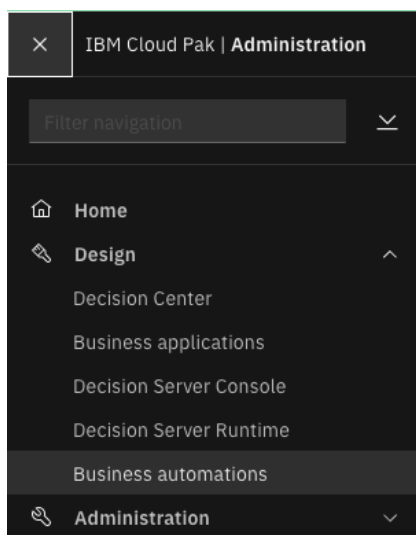 IBM Cloud Pak | Administration
Filter navigation
Home
Design
Decision Center
Business applications
Decision Server Console
Decision Server Runtime
Business automations
Administration